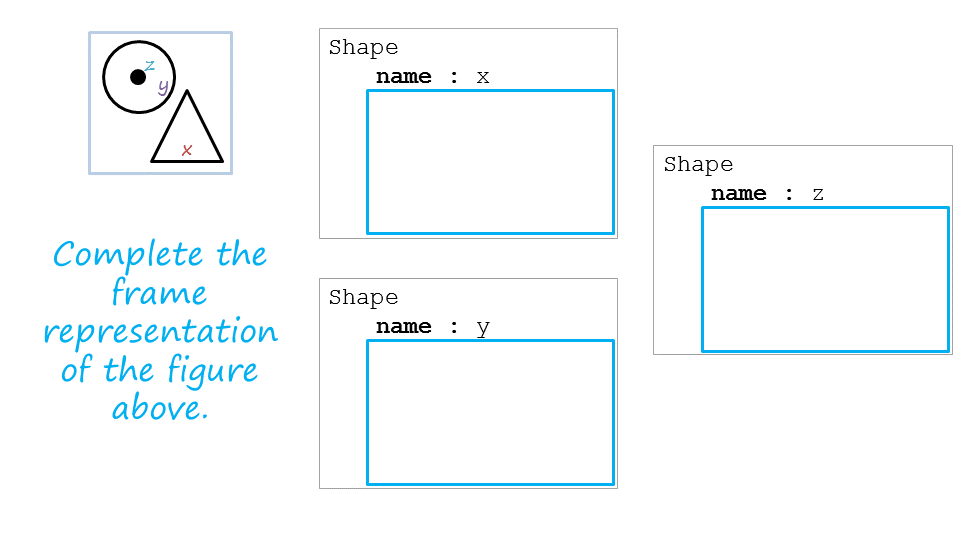 z
y
x
Complete the
frame
representation
of the figure
above.
Shape
name : x
Shape
name : y
Shape
name : z